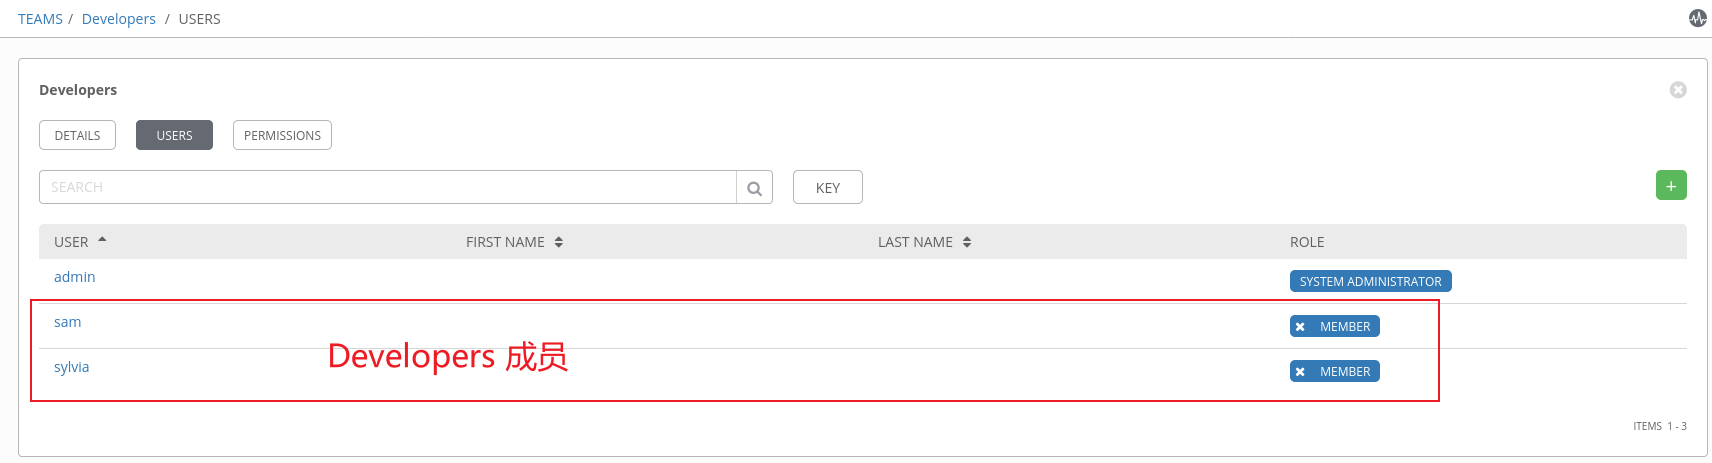 TEAMS / Developers / USERS
Developers
DETAILS USERS PERMISSIONS
SEARCH KEY +
USER FIRST NAME LAST NAME ROLE
admin SYSTEM ADMINISTRATOR
sam MEMBER
Developers 成员
sylvia MEMBER
ITEMS 1 - 3